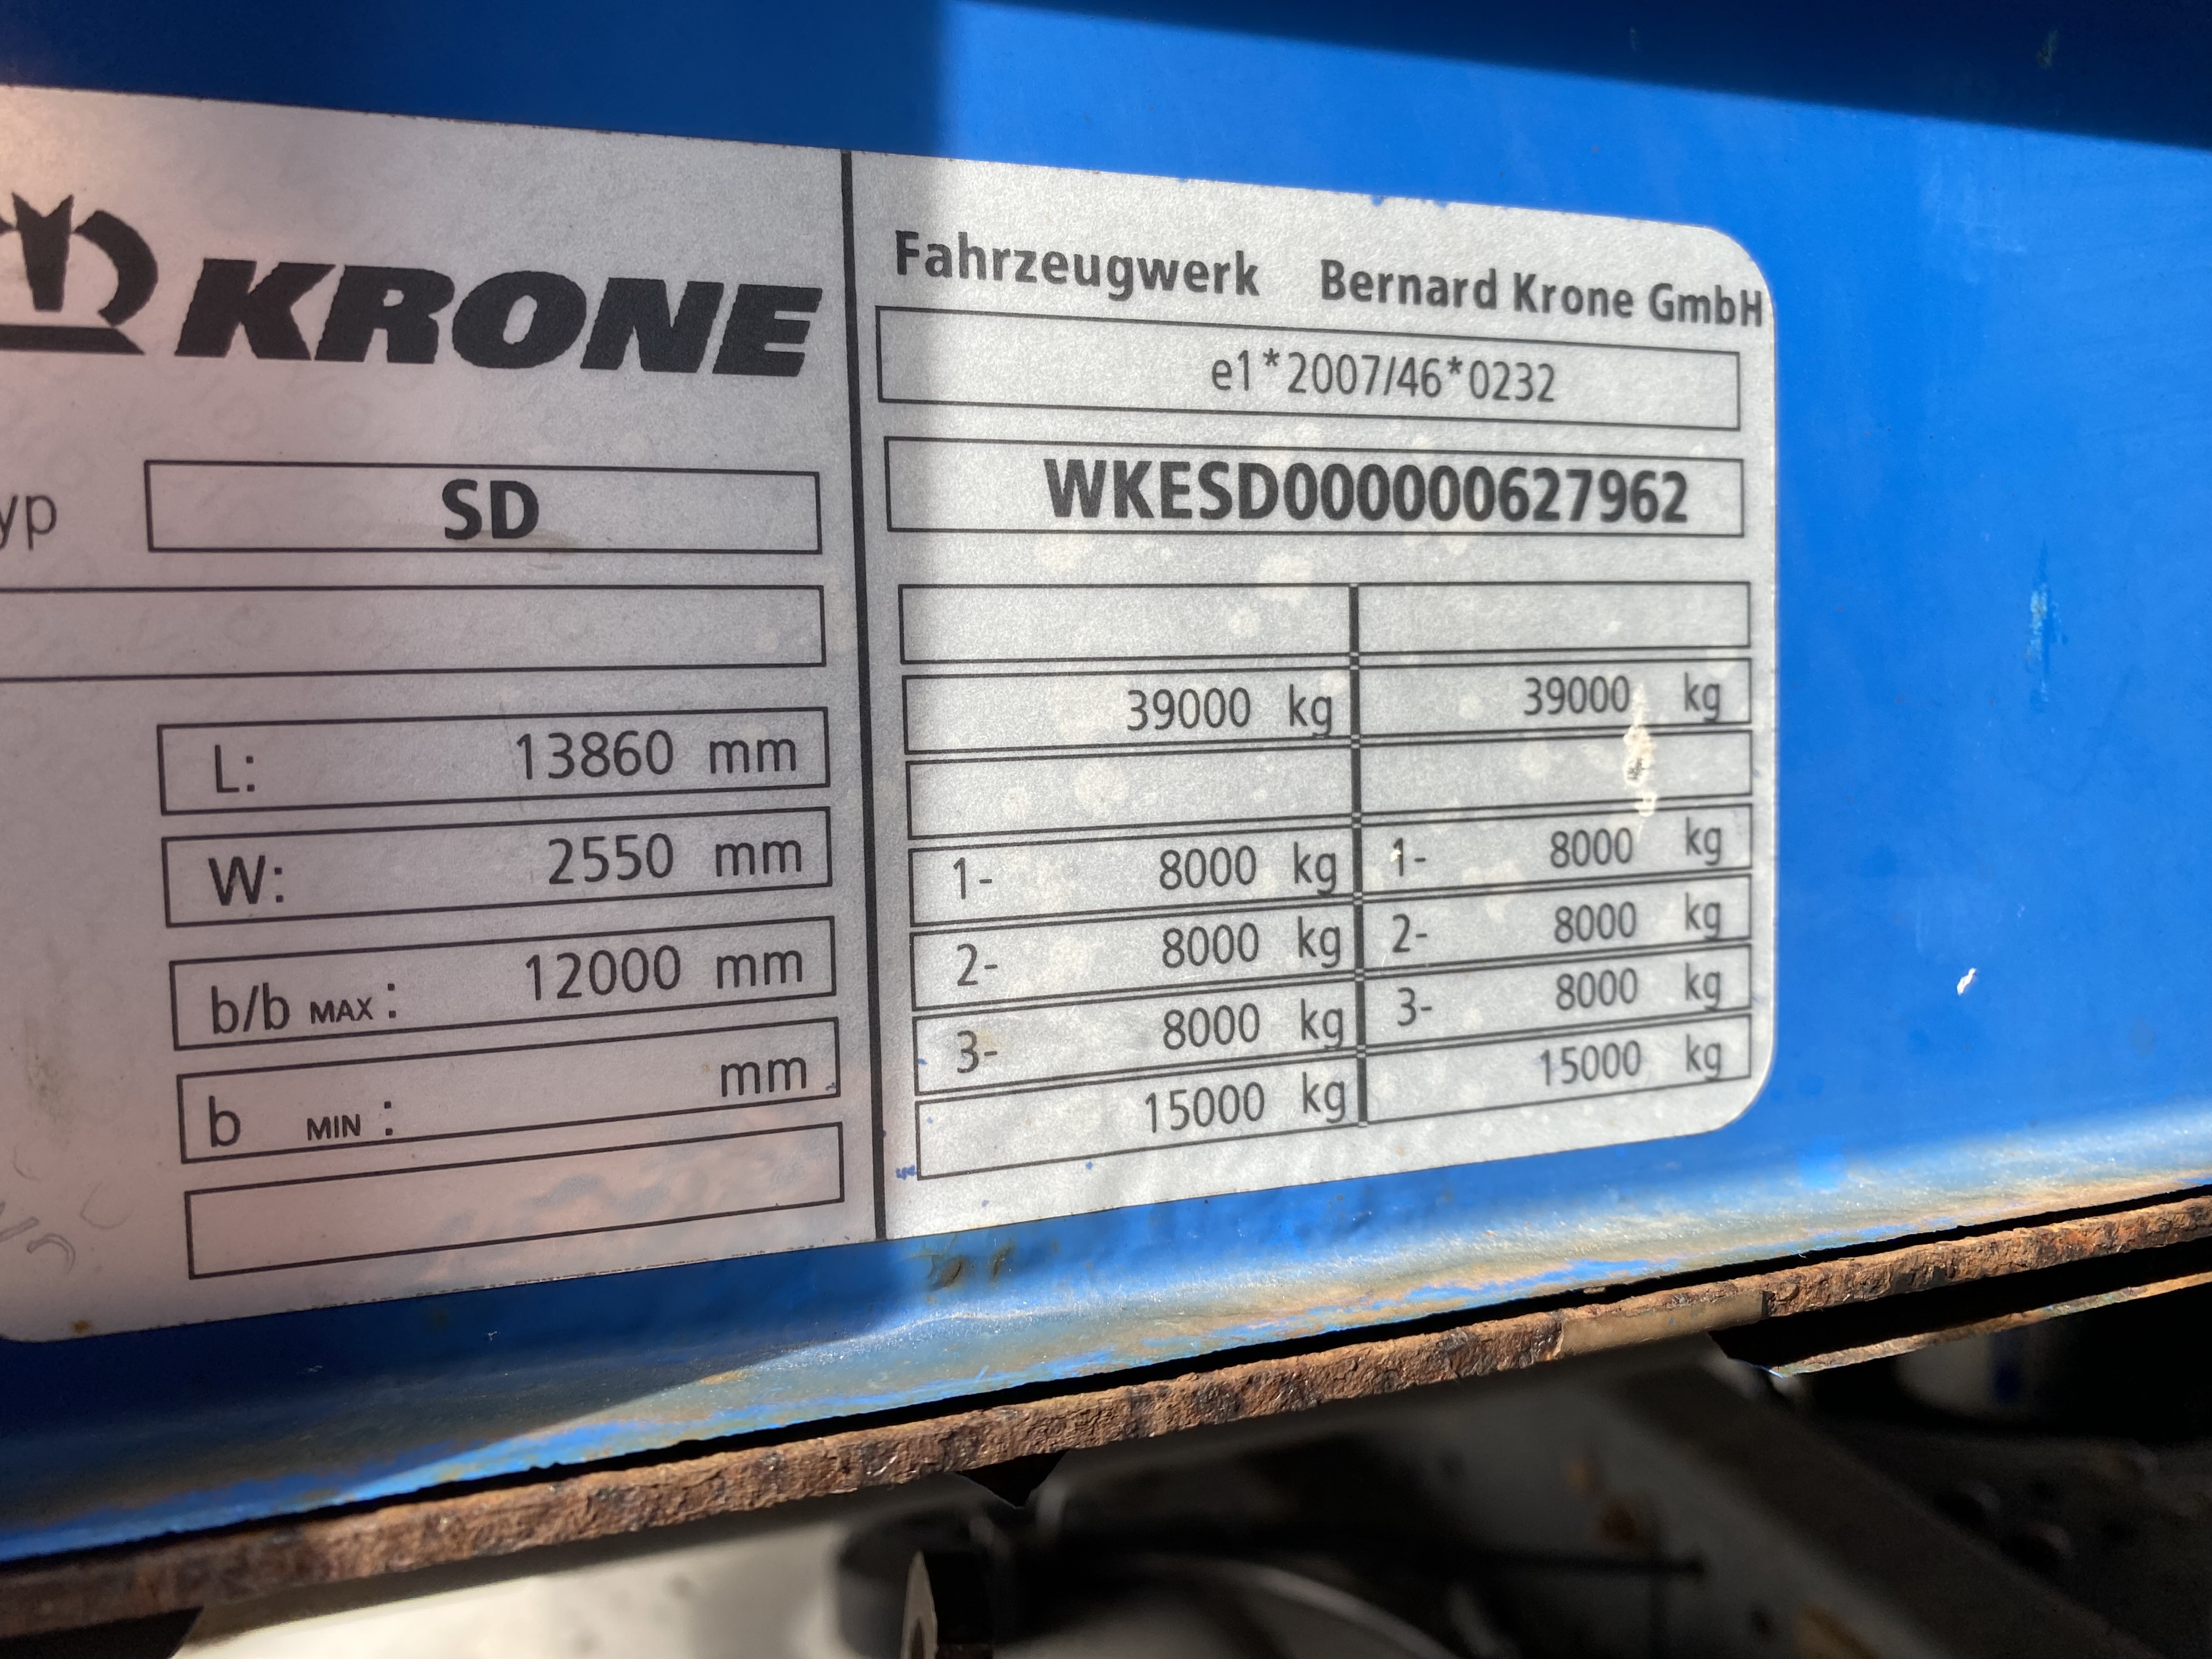 KRONE
yp SD
L: 13860 mm
W: 2550 mm
b/b MAX : 12000 mm
b MIN : mm
Fahrzeugwerk Bernard Krone GmbH
e1*2007/46*0232
WKESD000000627962
39000 kg 39000 kg
1- 8000 kg 1- 8000 kg
2- 8000 kg 2- 8000 kg
3- 8000 kg 3- 8000 kg
15000 kg 15000 kg